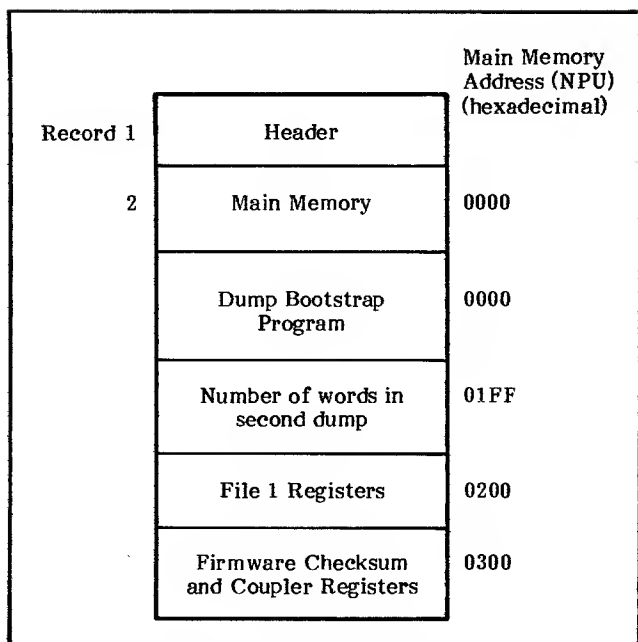 Main Memory
Address (NPU)
(hexadecimal)
Record 1 Header
2 Main Memory 0000
Dump Bootstrap
Program
0000
Number of words in
second dump
01FF
File 1 Registers 0200
Firmware Checksum
and Coupler Registers
0300